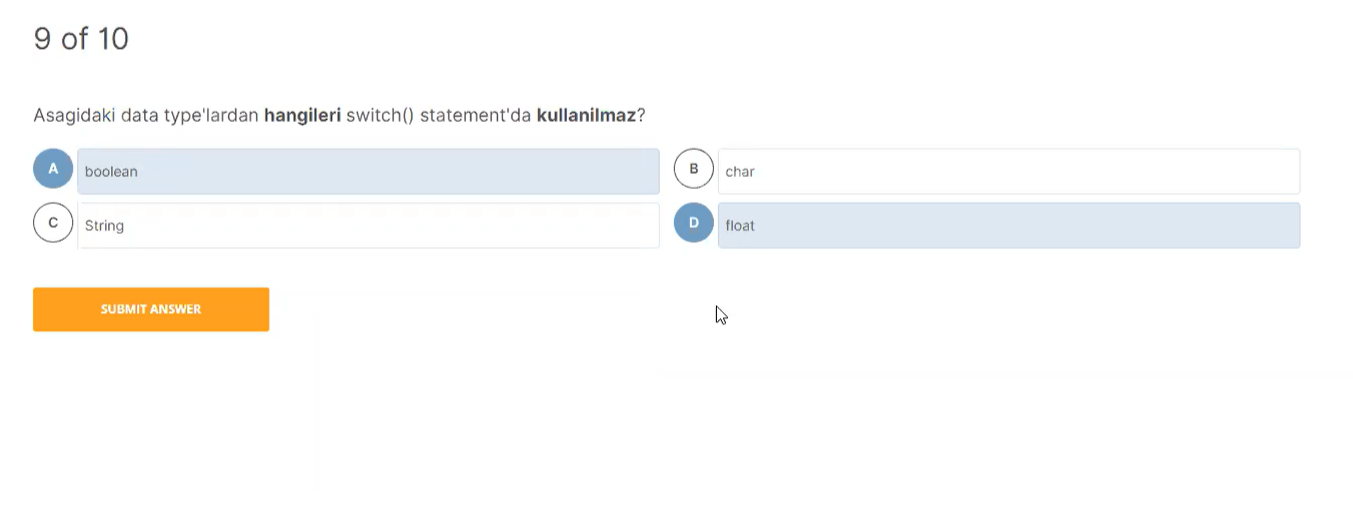 9 of 10
Asagidaki data type'lardan hangileri switch() statement'da kullanilmaz?
A boolean
B char
C String
D float
SUBMIT ANSWER